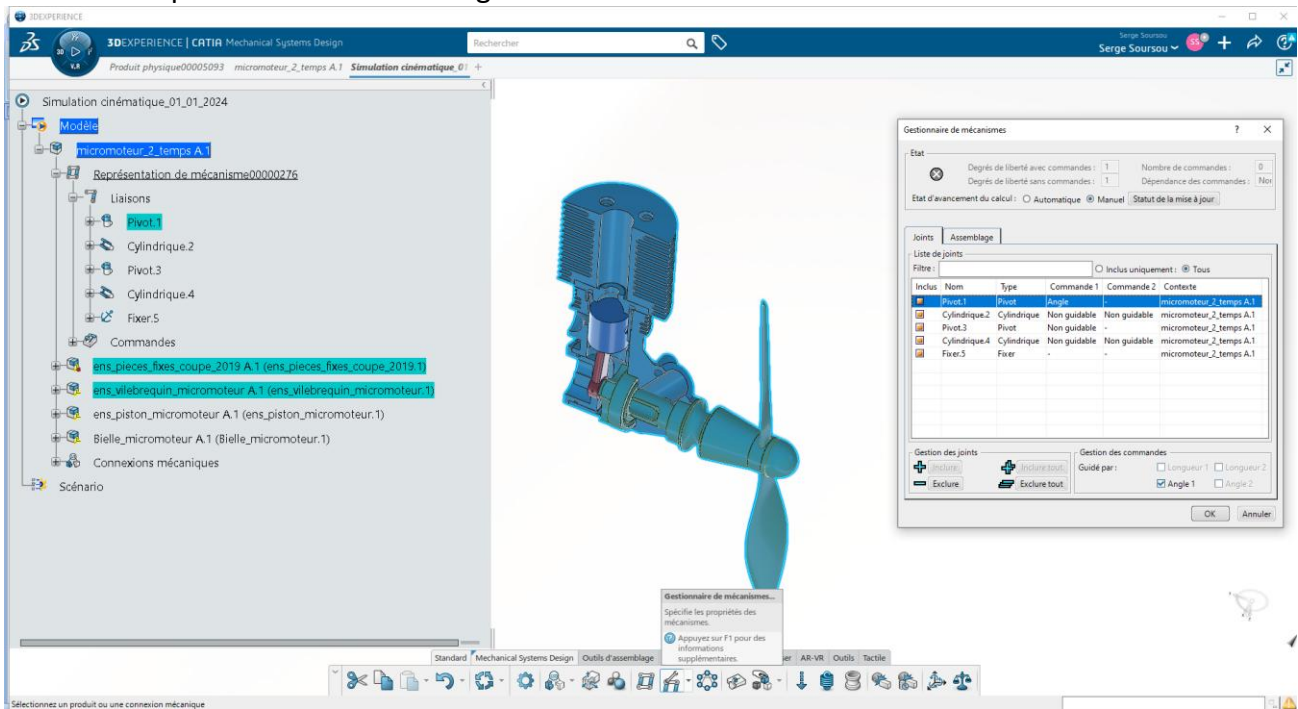 3DEXPERIENCE
3DEXPERIENCE | CATIA Mechanical Systems Design
Rechercher
Serge Soursou
Serge Soursou
V.R
Produit physique00005093 micromoteur_2_temps A.1 Simulation cinématique_01
Simulation cinématique_01_01_2024
Modèle
micromoteur_2_temps A.1
Représentation de mécanisme00000276
Liaisons
Pivot.1
Cylindrique.2
Pivot.3
Cylindrique.4
Fixer.5
Commandes
ens_pieces_fixes_coupe_2019 A.1 (ens_pieces_fixes_coupe_2019.1)
ens_vilebrequin_micromoteur A.1 (ens_vilebrequin_micromoteur.1)
ens_piston_micromoteur A.1 (ens_piston_micromoteur.1)
Bielle_micromoteur A.1 (Bielle_micromoteur.1)
Connexions mécaniques
Scénario
Gestionnaire de mécanismes
Etat
Degrés de liberté avec commandes : 1 Nombre de commandes : 0
Degrés de liberté sans commandes : 1 Dépendance des commandes : Nor
Etat d'avancement du calcul : Automatique Manuel Statut de la mise à jour
Joints Assemblage
Liste de joints
Filtre : Inclus uniquement : Tous
Inclus Nom Type Commande 1 Commande 2 Contexte
Pivot.1 Pivot Angle - micromoteur_2_temps A.1
Cylindrique.2 Cylindrique Non guidable Non guidable micromoteur_2_temps A.1
Pivot.3 Pivot Non guidable - micromoteur_2_temps A.1
Cylindrique.4 Cylindrique Non guidable Non guidable micromoteur_2_temps A.1
Fixer.5 Fixer - - micromoteur_2_temps A.1
Gestion des joints Gestion des commandes
Inclure Inclure tout Guidé par : Longueur 1 Longueur 2
Exclure Exclure tout Angle 1 Angle 2
OK Annuler
Gestionnaire de mécanismes...
Spécifie les propriétés des
mécanismes.
Appuyez sur F1 pour des
informations
supplémentaires.
Standard Mechanical Systems Design Outils d'assemblage AR-VR Outils Tactile
Sélectionnez un produit ou une connexion mécanique